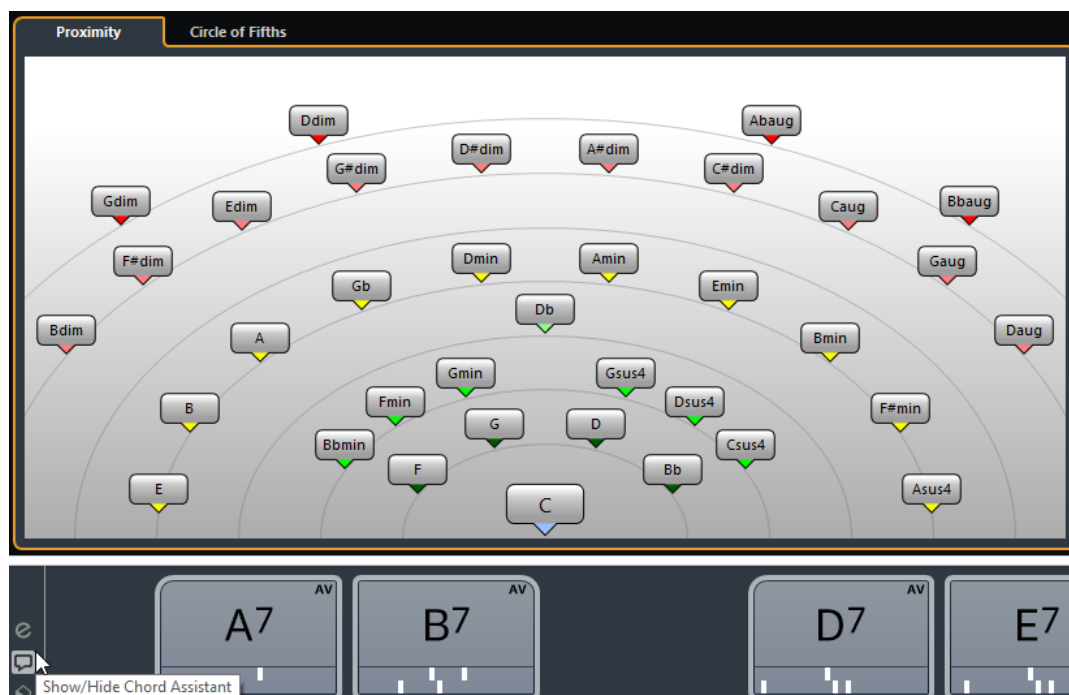 Proximity Circle of Fifths
Ddim Abaug
D#dim A#dim
G#dim C#dim
Gdim Edim Caug Bbaug
F#dim Dmin Amin Gaug
Gb Emin
Db
Bdim A Bmin Daug
Gmin Gsus4
Fmin Dsus4
B F#min
G D
Bbmin Csus4
F Bb
E Asus4
C
AV AV AV
A7 B7 D7 E7
e
Show/Hide Chord Assistant